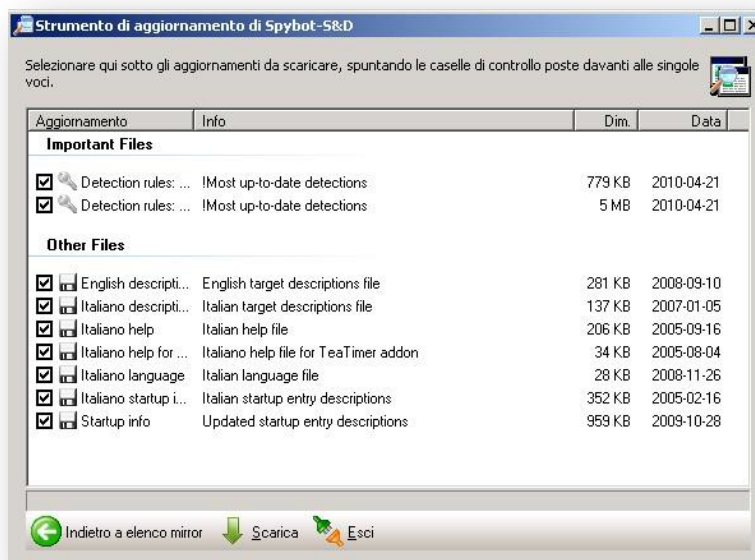 Strumento di aggiornamento di Spybot-S&D
Selezionare qui sotto gli aggiornamenti da scaricare, spuntando le caselle di controllo poste davanti alle singole
voci.
Aggiornamento Info Dim. Data
Important Files
Detection rules: ... !Most up-to-date detections 779 KB 2010-04-21
Detection rules: ... !Most up-to-date detections 5 MB 2010-04-21
Other Files
English descripti... English target descriptions file 281 KB 2008-09-10
Italiano descripti... Italian target descriptions file 137 KB 2007-01-05
Italiano help Italian help file 206 KB 2005-09-16
Italiano help for ... Italiano help file for TeaTimer addon 34 KB 2005-08-04
Italiano language Italian language file 28 KB 2008-11-26
Italiano startup i... Italian startup entry descriptions 352 KB 2005-02-16
Startup info Updated startup entry descriptions 959 KB 2009-10-28
Indietro a elenco mirror Scarica Esci